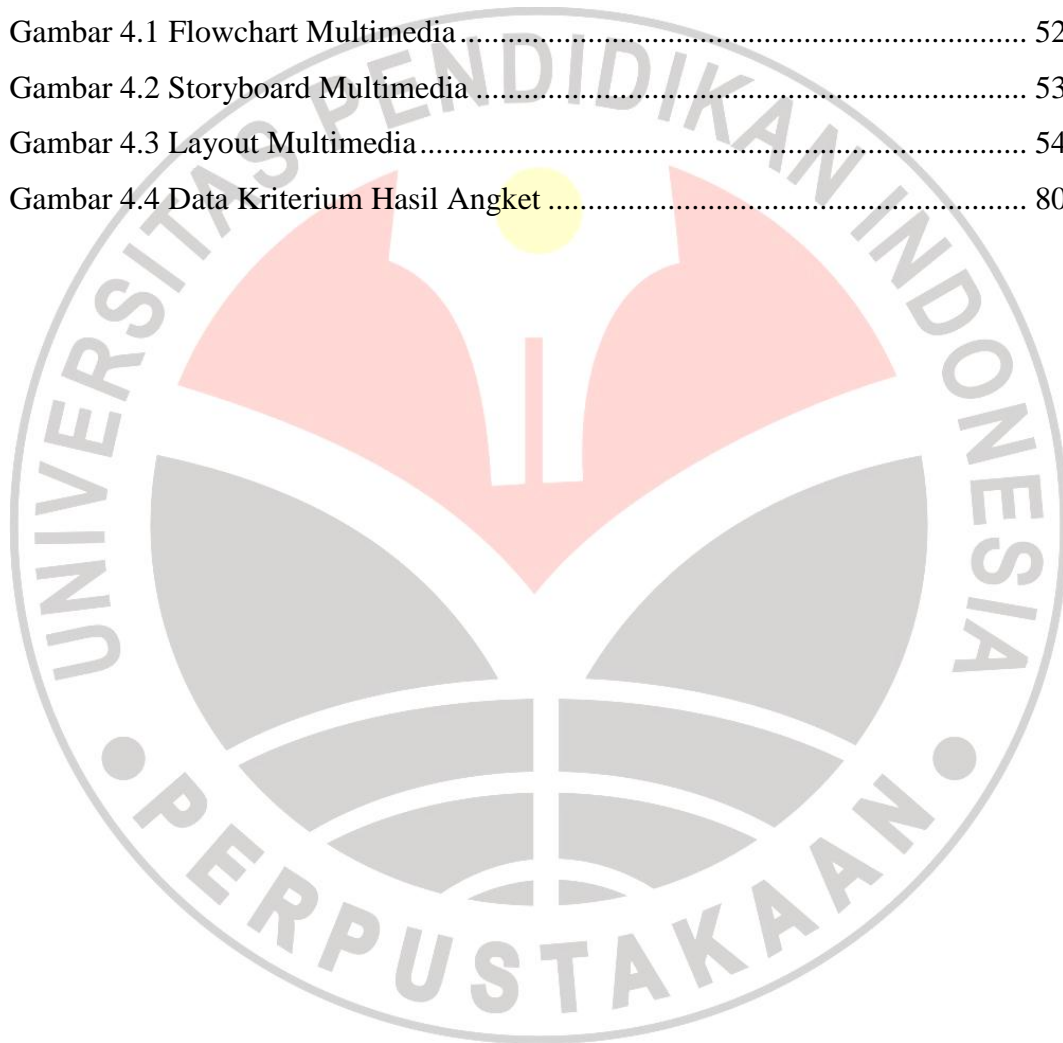 Gambar 4.1 Flowchart Multimedia.................................................................................... 52
Gambar 4.2 Storyboard Multimedia ................................................................................. 53
Gambar 4.3 Layout Multimedia.......................................................................................... 54
Gambar 4.4 Data Kriterium Hasil Angket ....................................................................... 80
UNIVERSITAS PENDIDIKAN INDONESIA
PERPUSTAKAAN